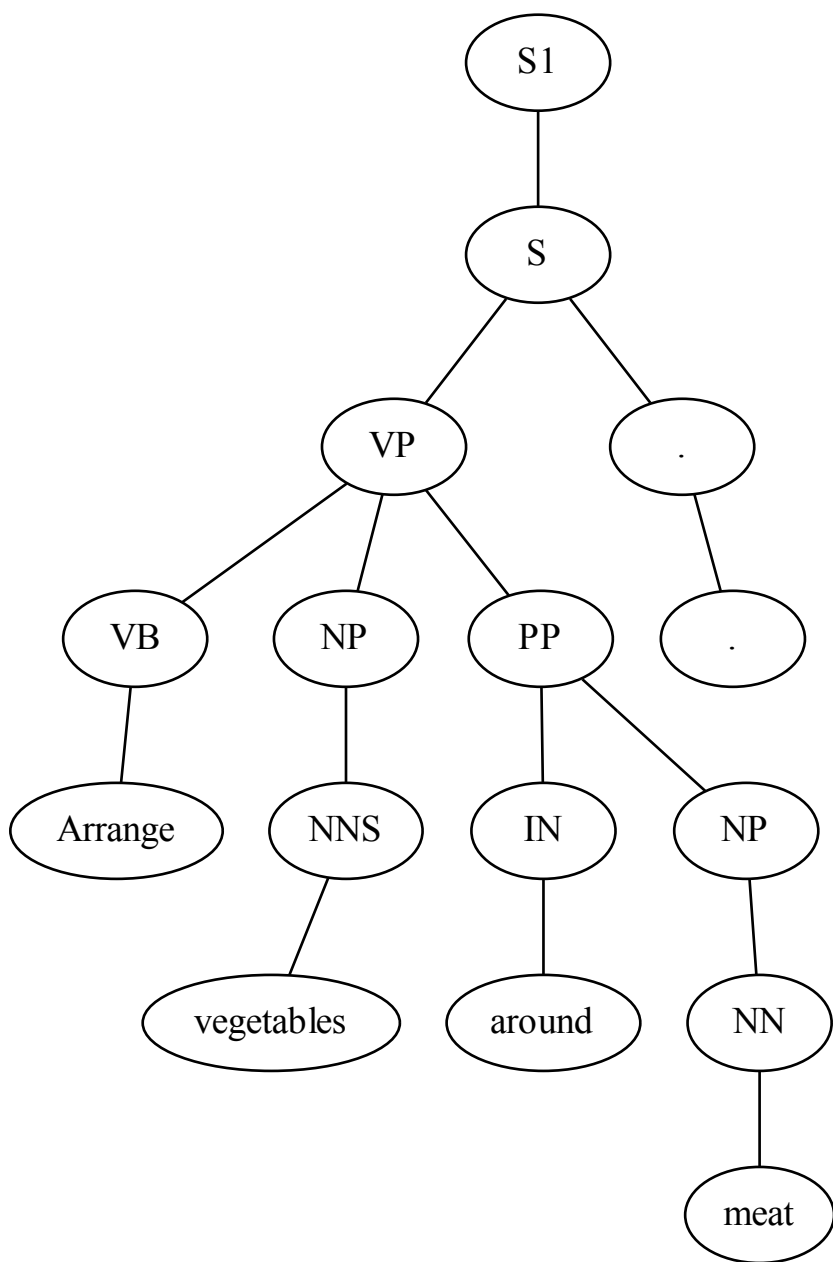 S1
S
VP .
VB NP PP .
Arrange NNS IN NP
vegetables around NN
meat